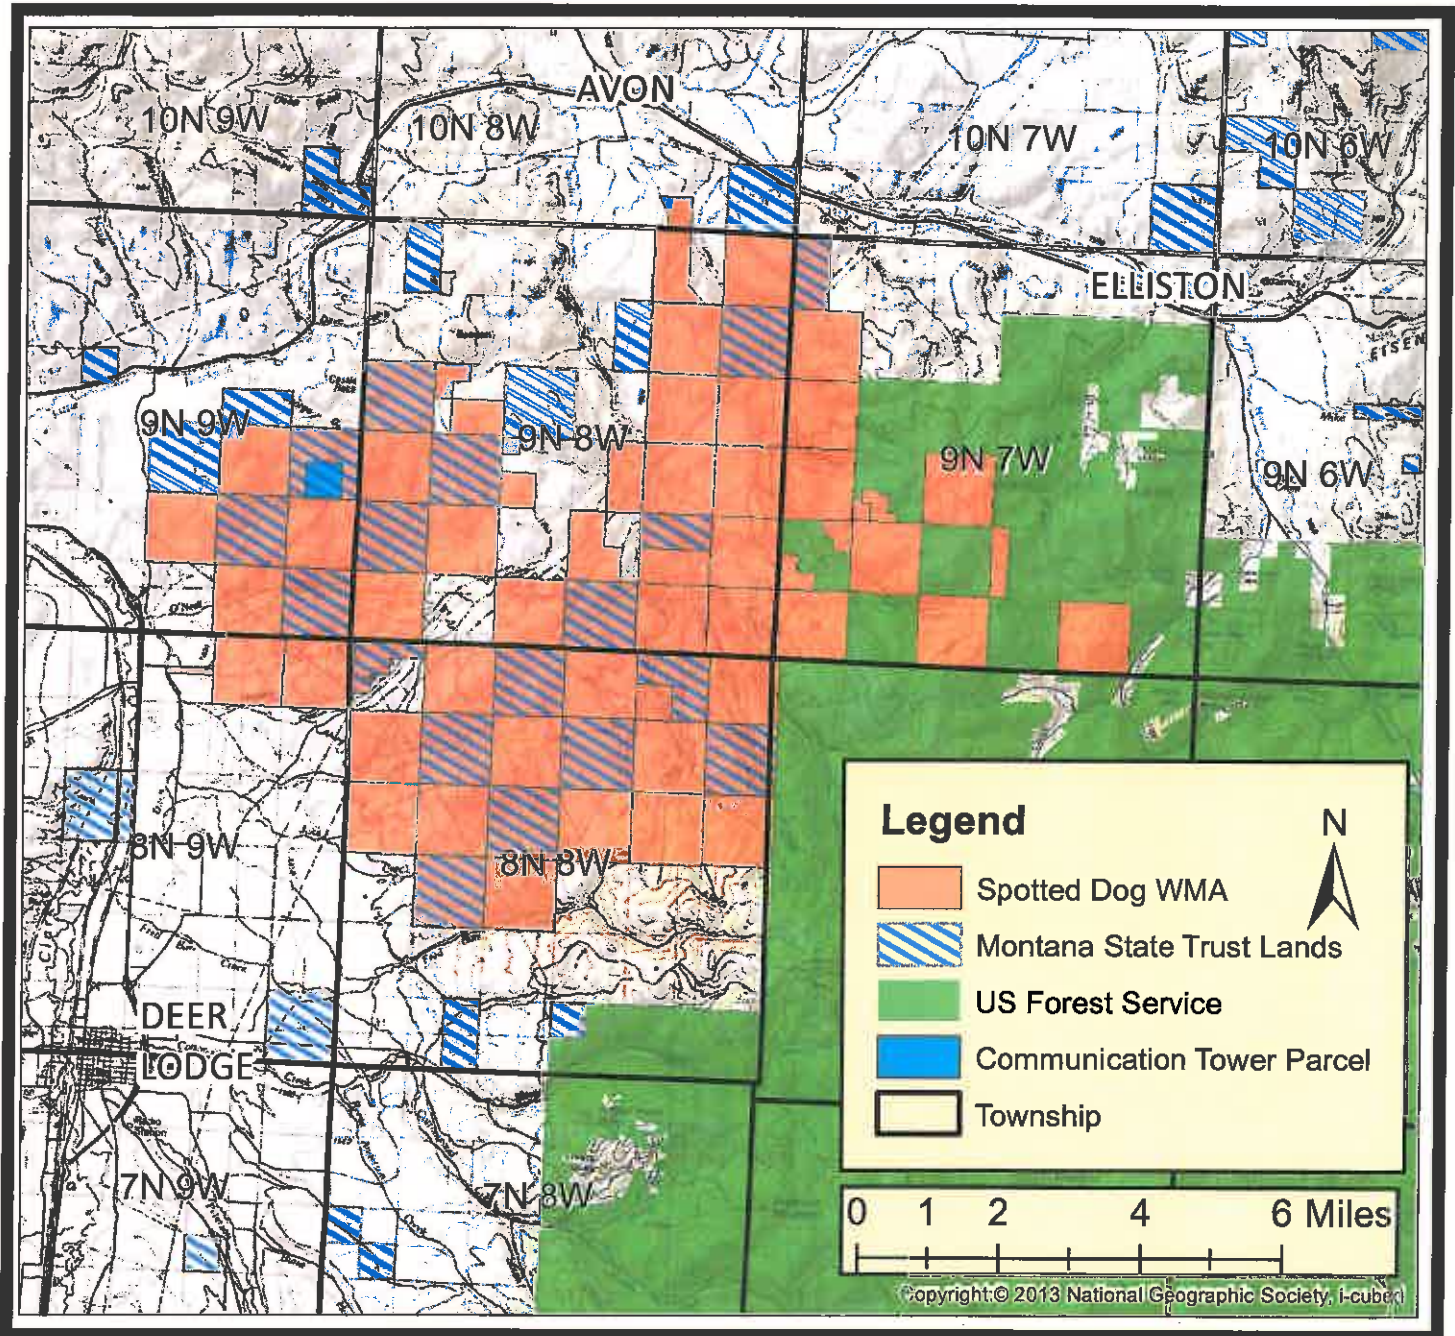 AVON
10N 9W
10N 8W
10N 7W
10N 6W
ELLISTON
9N 9W
9N 8W
9N 7W
9N 6W
8N 9W
8N 8W
DEER
LODGE
7N 9W
7N 8W
Legend
N
Spotted Dog WMA
Montana State Trust Lands
US Forest Service
Communication Tower Parcel
Township
0 1 2 4 6 Miles
Copyright:© 2013 National Geographic Society, i-cubed